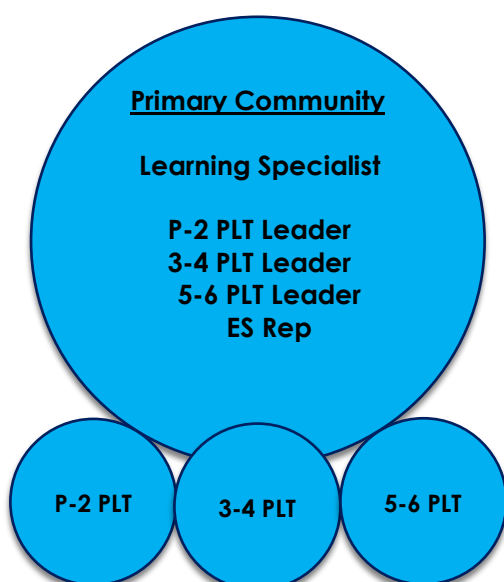 Primary Community
Learning Specialist
P-2 PLT Leader
3-4 PLT Leader
5-6 PLT Leader
ES Rep
P-2 PLT
3-4 PLT
5-6 PLT